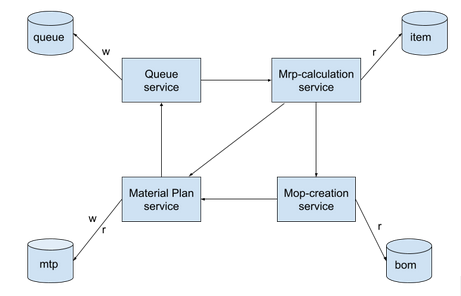 queue
w
Queue
service
Mrp-calculation
service
r
item
Material Plan
service
Mop-creation
service
w
r
mtp
r
bom